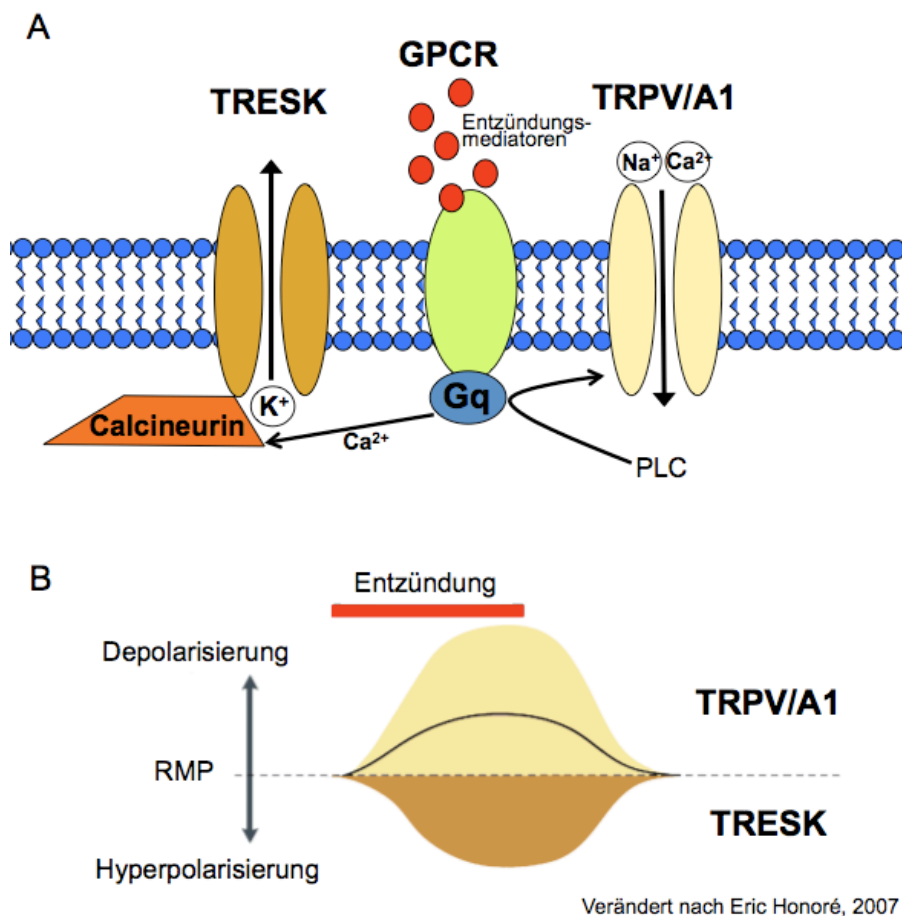 A
GPCR
TRESK
TRPV/A1
Entzündungs-
mediatoren
Na⁺ Ca²⁺
K⁺
Gq
Calcineurin
Ca²⁺
PLC
B
Entzündung
Depolarisierung
TRPV/A1
RMP
TRESK
Hyperpolarisierung
Verändert nach Eric Honoré, 2007